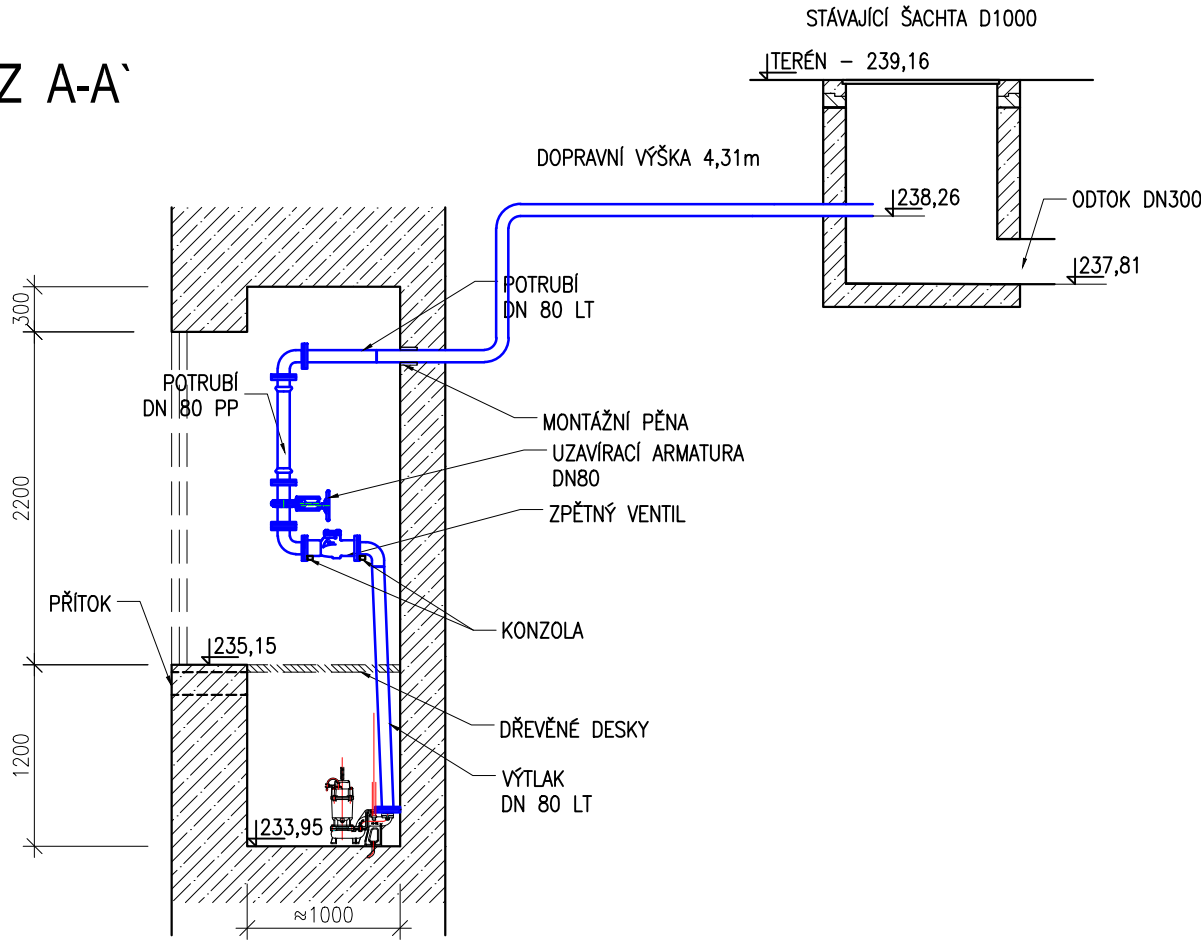 STÁVAJÍCÍ ŠACHTA D1000
TERÉN - 239,16
Z A-A`
DOPRAVNÍ VÝŠKA 4,31m
238,26
ODTOK DN300
237,81
POTRUBÍ
DN 80 LT
300
POTRUBÍ
DN 80 PP
MONTÁŽNÍ PĚNA
UZAVÍRACÍ ARMATURA
DN80
2200
ZPĚTNÝ VENTIL
PŘÍTOK
KONZOLA
235,15
DŘEVĚNÉ DESKY
1200
VÝTLAK
DN 80 LT
233,95
≈1000